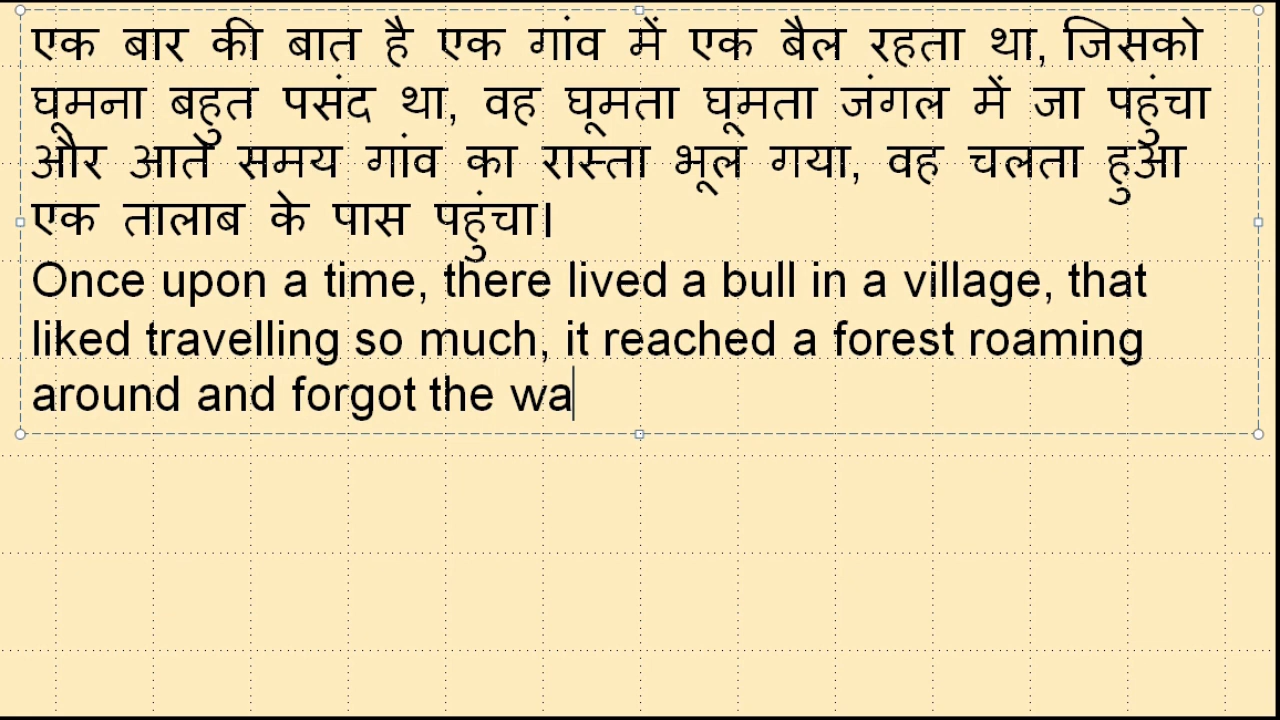 एक बार की बात है एक गांव में एक बैल रहता था, जिसको
घूमना बहुत पसंद था, वह घूमता घूमता जंगल में जा पहुंचा
और आते समय गांव का रास्ता भूल गया, वह चलता हुआ
एक तालाब के पास पहुंचा।
Once upon a time, there lived a bull in a village, that
liked travelling so much, it reached a forest roaming
around and forgot the wa